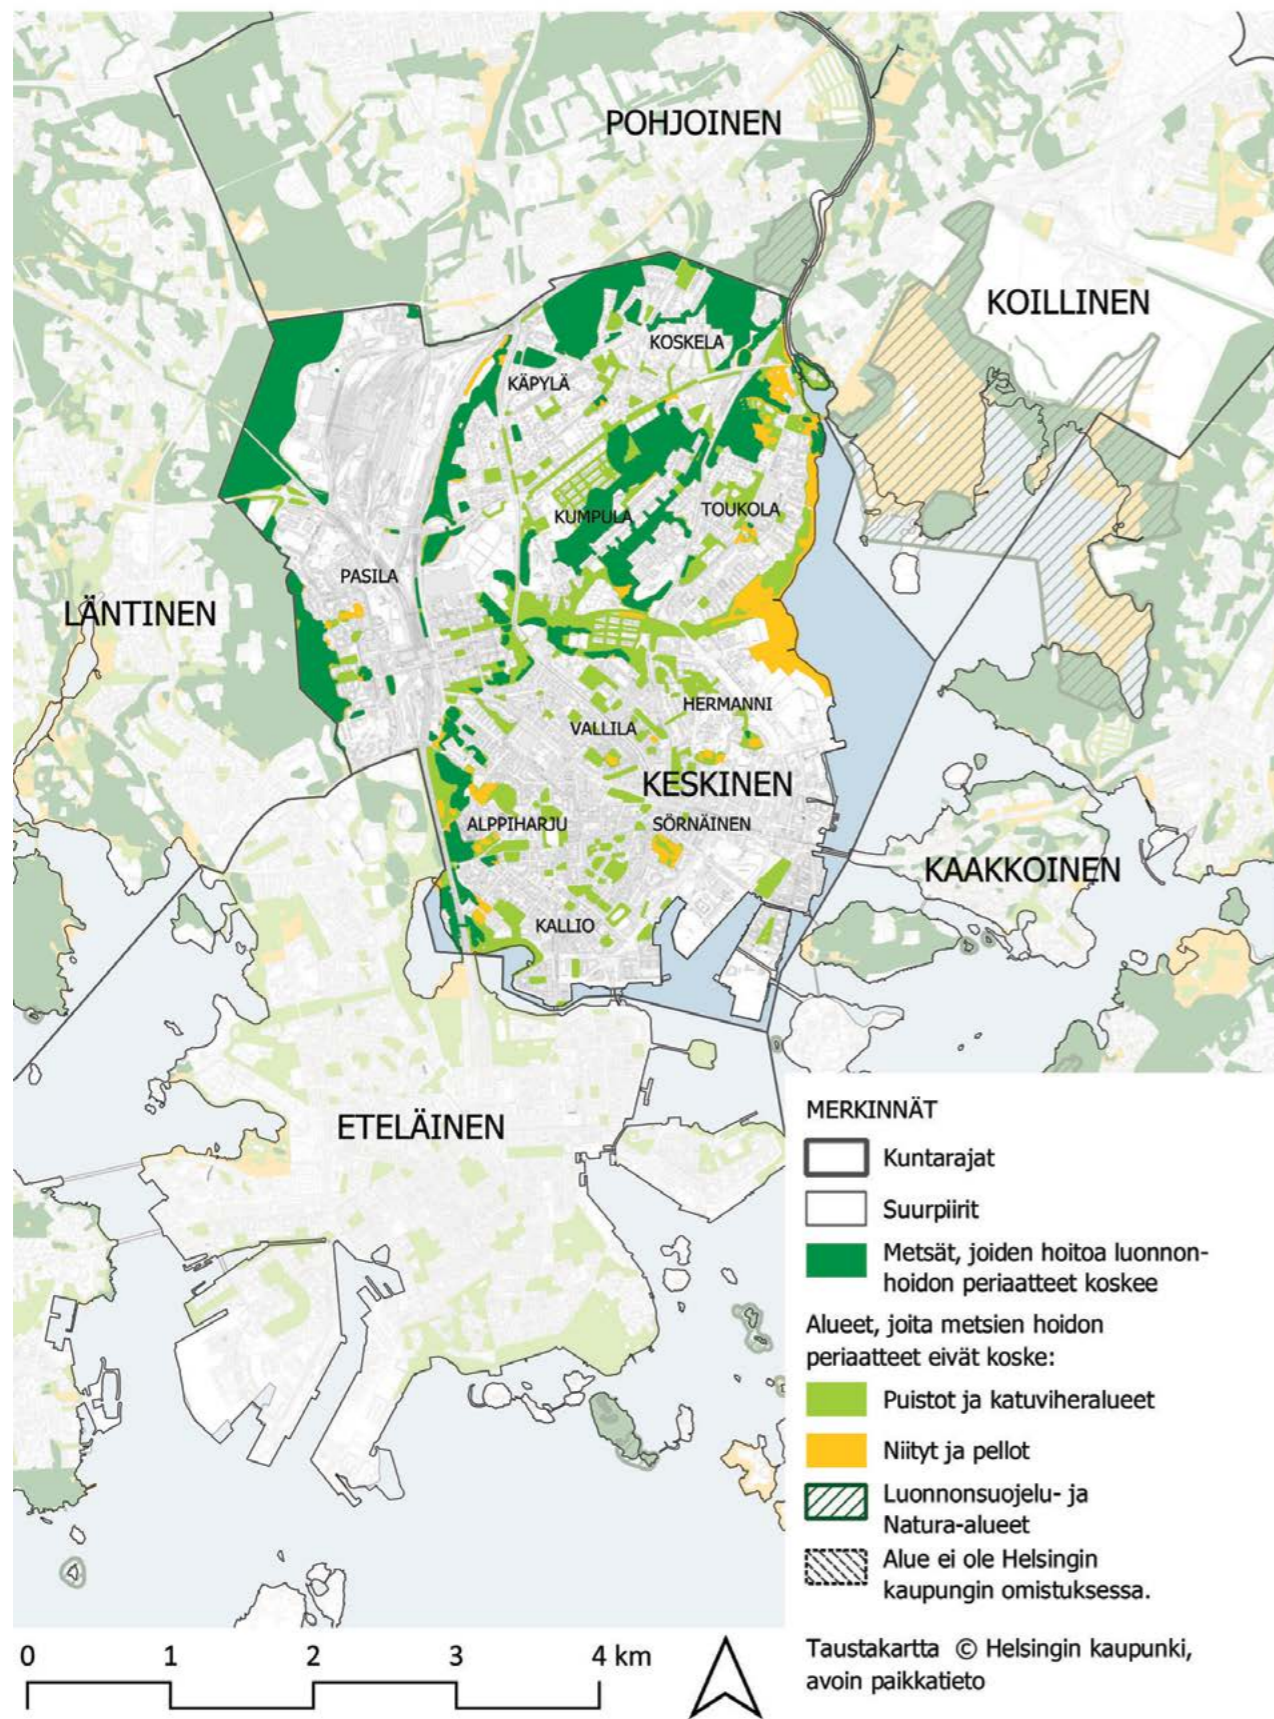 POHJOINEN
KOILLINEN
KOSKELA
KÄPYLÄ
KUMPULA
TOUKOLA
PASILA
LÄNTINEN
HERMANNI
VALLILA
KESKINEN
ALPPIHARJU
SÖRNÄINEN
KAAKKOINEN
KALLIO
ETELÄINEN
MERKINNÄT
Kuntarajat
Suurpiirit
Metsät, joiden hoitoa luonnon-
hoidon periaatteet koskee
Alueet, joita metsien hoidon
periaatteet eivät koske:
Puistot ja katuviheralueet
Niityt ja pellot
Luonnonsuojelu- ja
Natura-alueet
Alue ei ole Helsingin
kaupungin omistuksessa.
Taustakartta © Helsingin kaupunki,
avoin paikkatieto
0 1 2 3 4 km